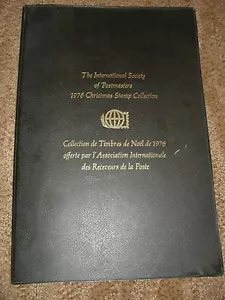 The International Society
of Postmasters
1976 Christmas Stamp Collection
Collection de Timbres de Noël de 1976
offerte par l'Association Internationale
des Receveurs de la Poste